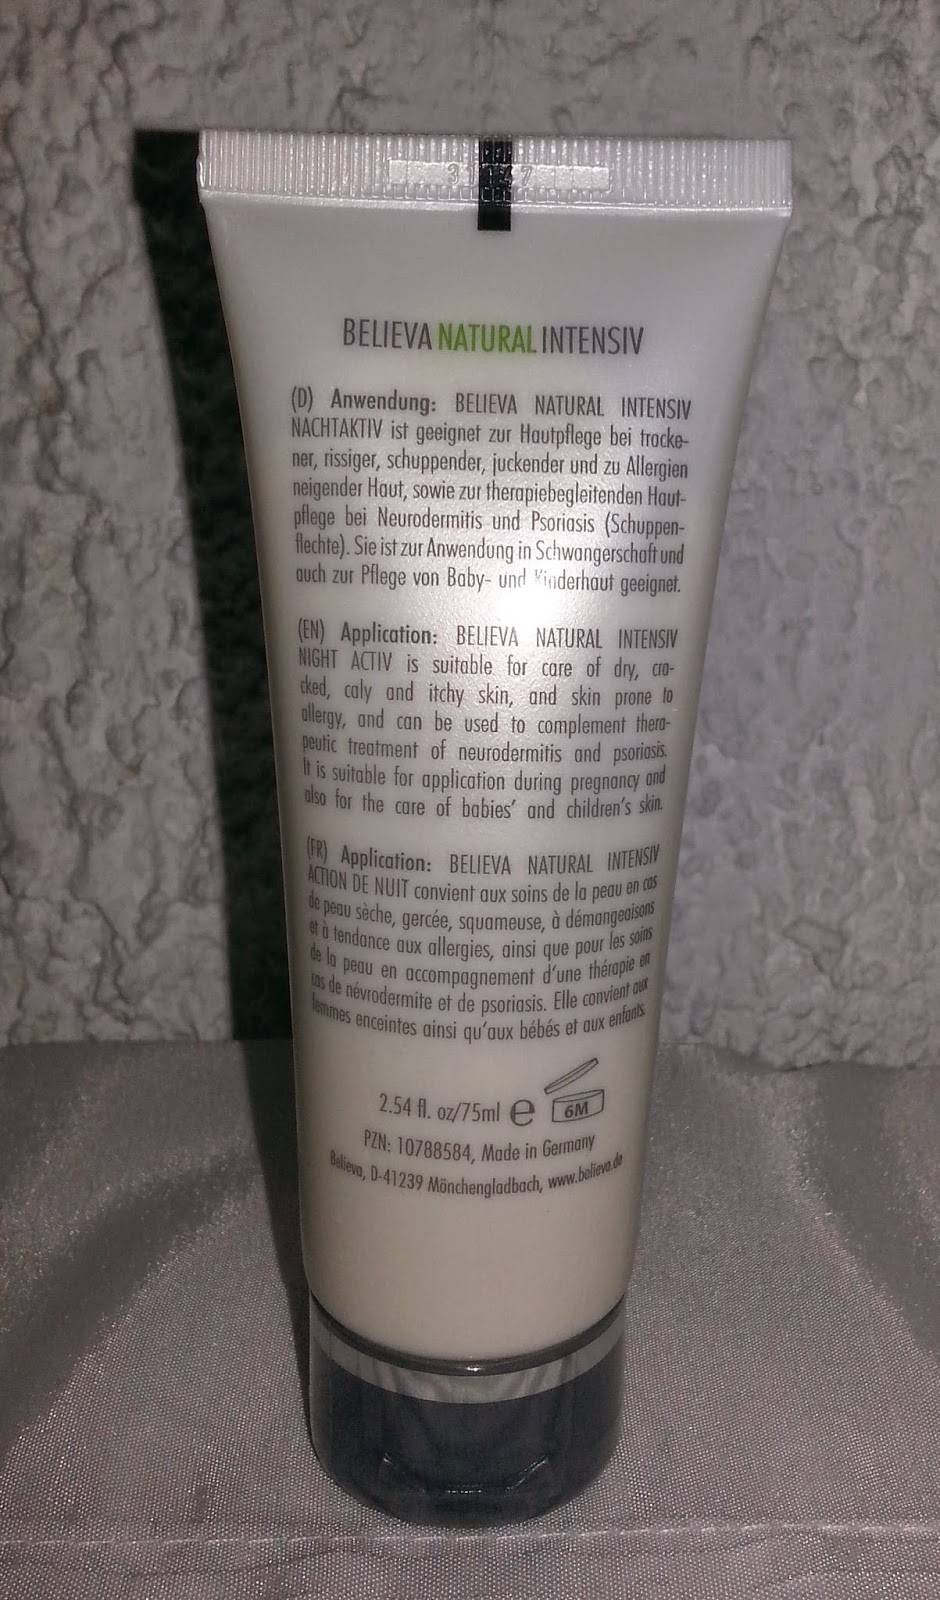 BELIEVA NATURAL INTENSIV
(D) Anwendung: BELIEVA NATURAL INTENSIV
NACHTAKTIV ist geeignet zur Hautpflege bei trocke-
ner, rissiger, schuppender, juckender und zu Allergien
neigender Haut, sowie zur therapiebegleitenden Haut-
pflege bei Neurodermitis und Psoriasis (Schuppen-
flechte). Sie ist zur Anwendung in Schwangerschaft und
auch zur Pflege von Baby- und Kinderhaut geeignet.
(EN) Application: BELIEVA NATURAL INTENSIV
NIGHT ACTIV is suitable for care of dry, cra-
cked, caly and itchy skin, and skin prone to
allergy, and can be used to complement thera-
peutic treatment of neurodermitis and psoriasis.
It is suitable for application during pregnancy and
also for the care of babies' and children's skin.
(FR) Application: BELIEVA NATURAL INTENSIV
ACTION DE NUIT convient aux soins de la peau en cas
de peau sèche, gercée, squameuse, à démangeaisons
et à tendance aux allergies, ainsi que pour les soins
de la peau en accompagnement d'une thérapie en
cas de névrodermite et de psoriasis. Elle convient aux
femmes enceintes ainsi qu'aux bébés et aux enfants.
2.54 fl. oz/75ml e 6M
PZN: 10788584, Made in Germany
Believa, D-41239 Mönchengladbach, www.believa.de